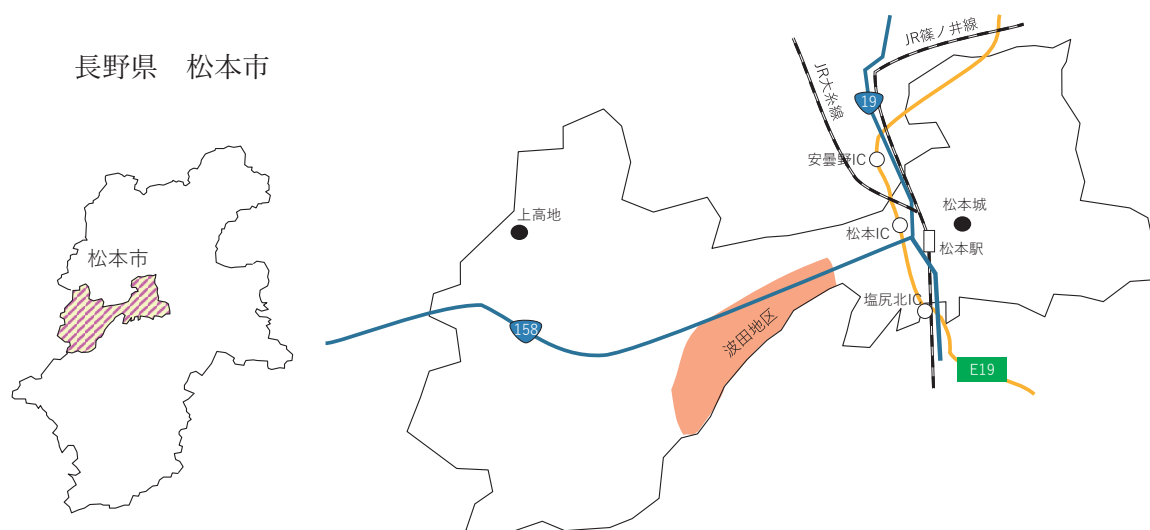 長野県　松本市
松本市
JR篠ノ井線
JR大糸線
19
安曇野IC
上高地
松本城
松本IC
松本駅
塩尻北IC
158
波田地区
E19